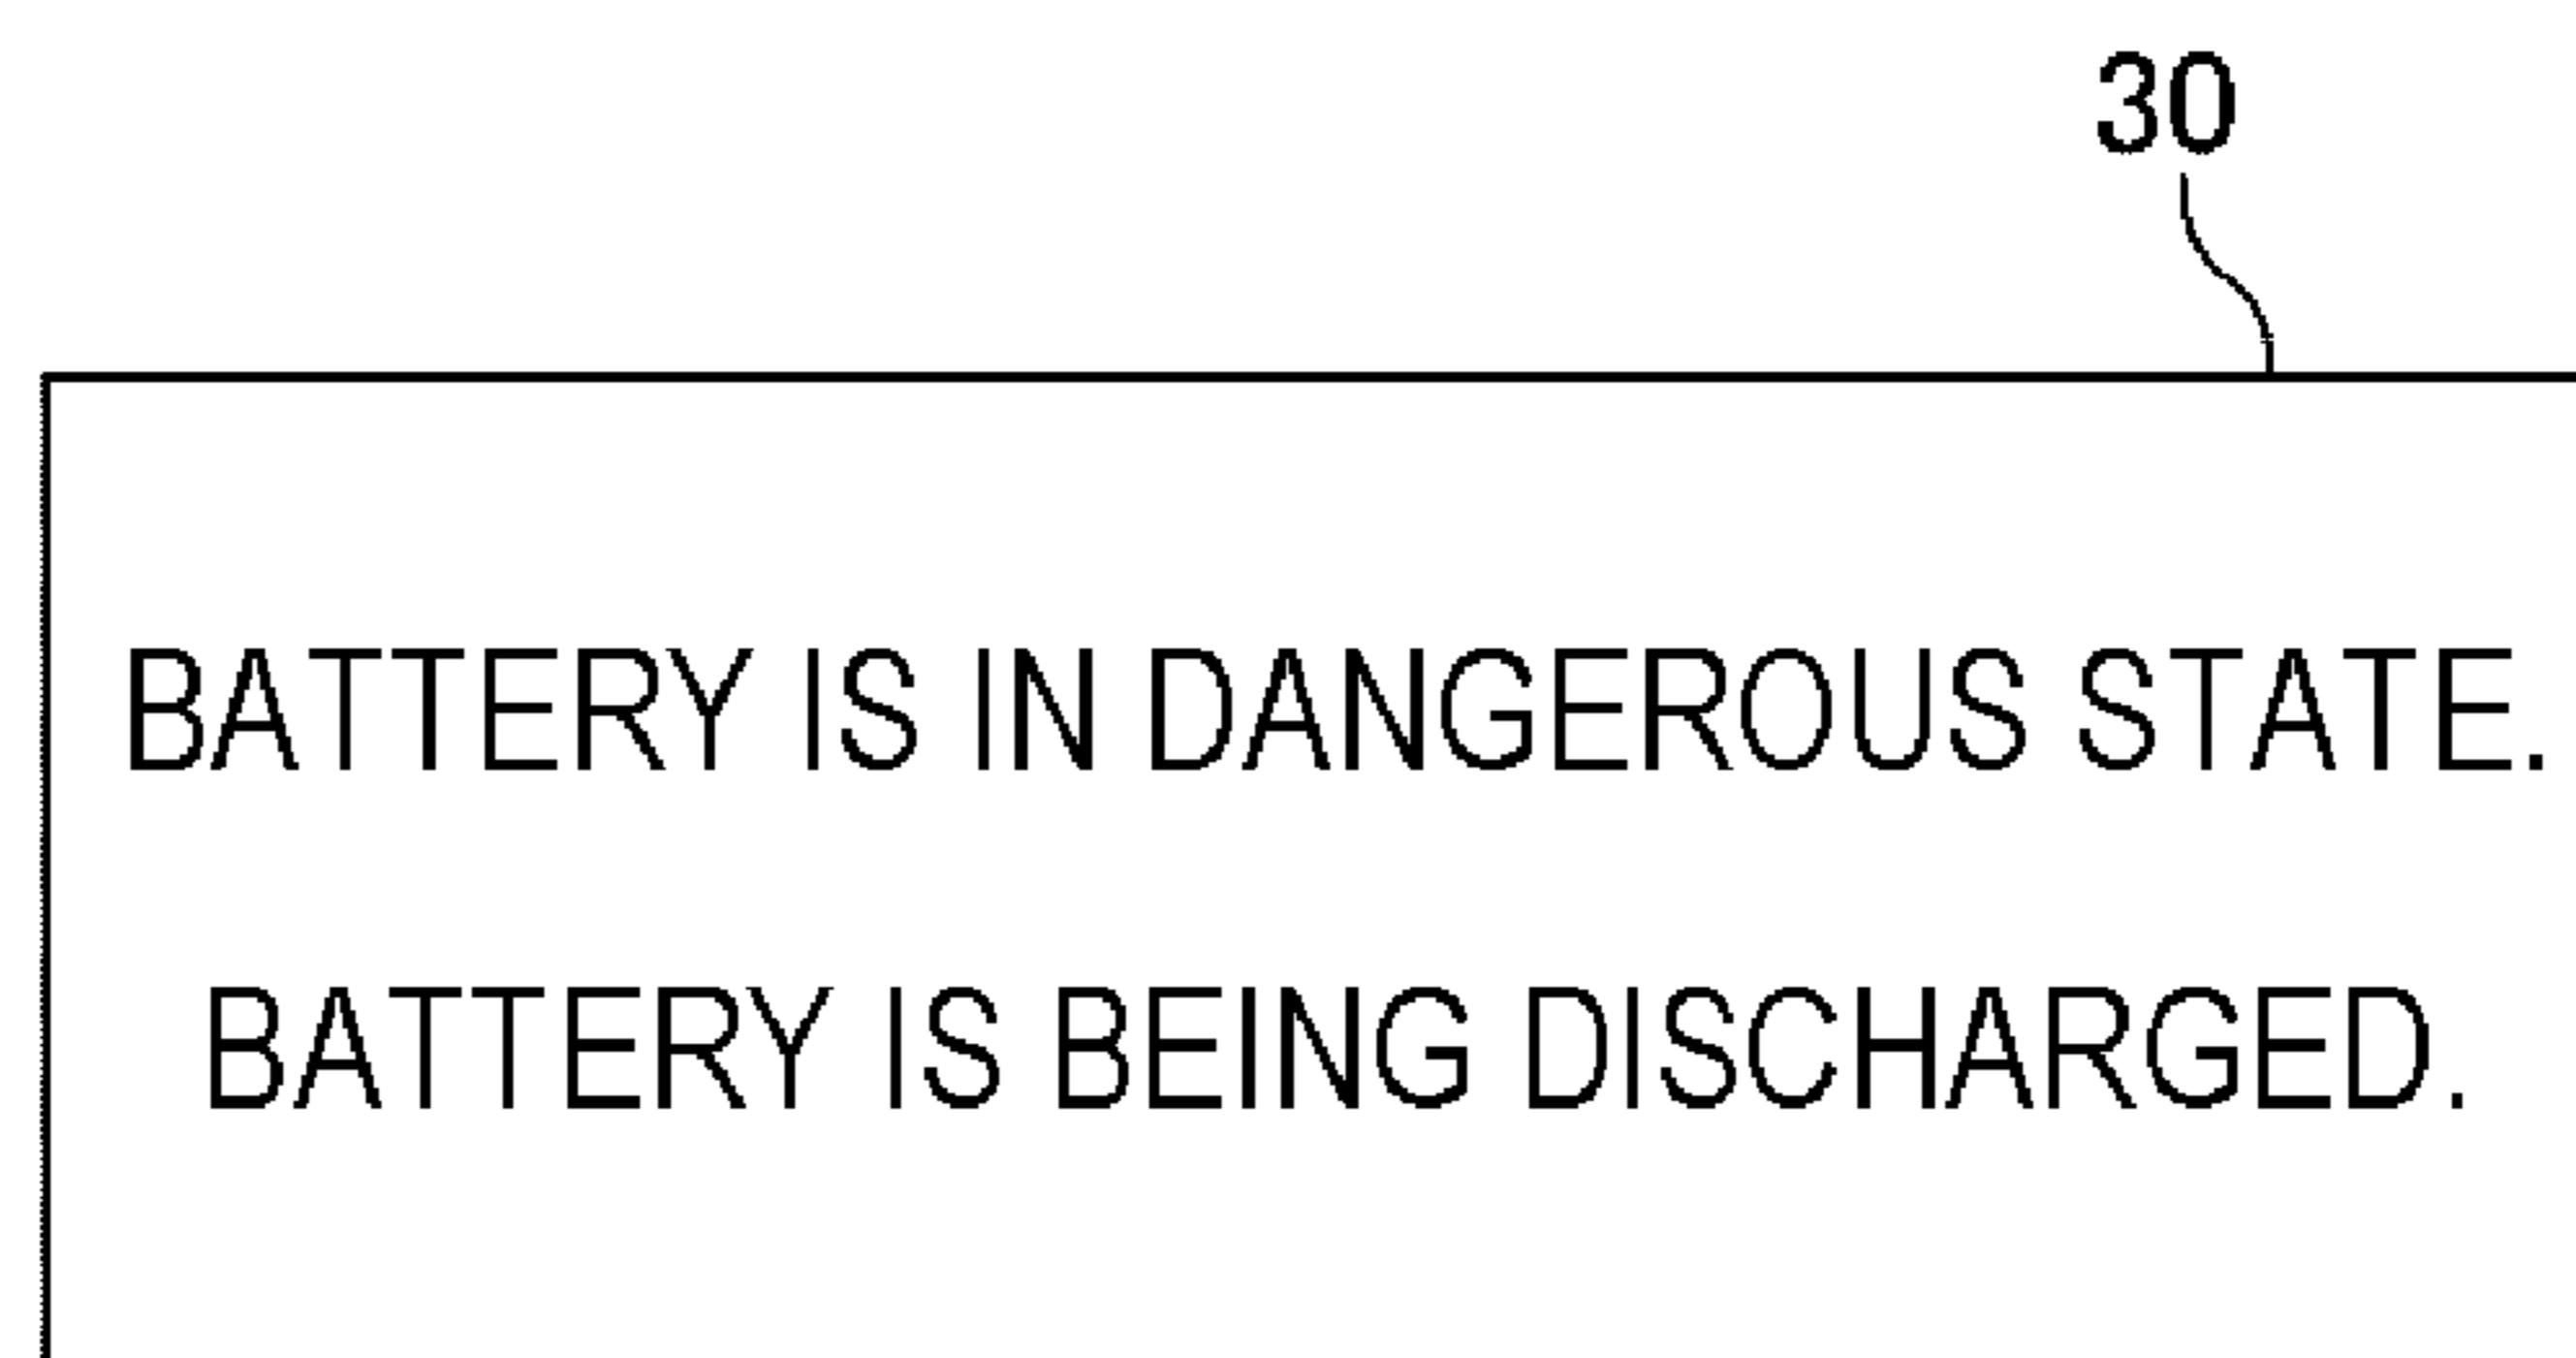 30
BATTERY IS IN DANGEROUS STATE.
BATTERY IS BEING DISCHARGED.